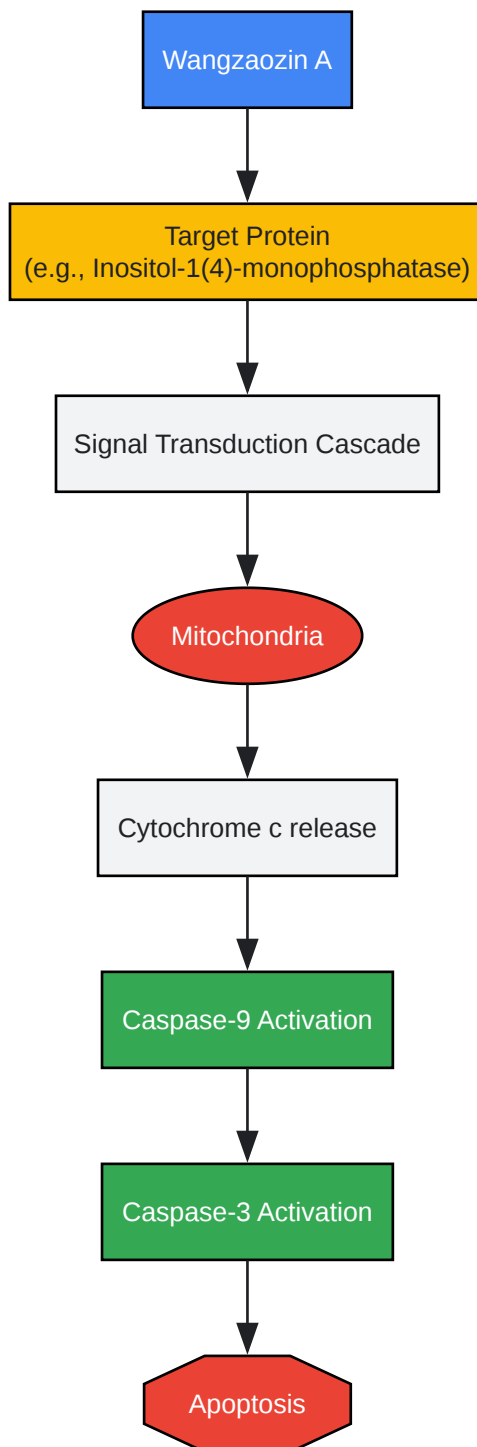 Wangzaozin A
Target Protein
(e.g., Inositol-1(4)-monophosphatase)
Signal Transduction Cascade
Mitochondria
Cytochrome c release
Caspase-9 Activation
Caspase-3 Activation
Apoptosis